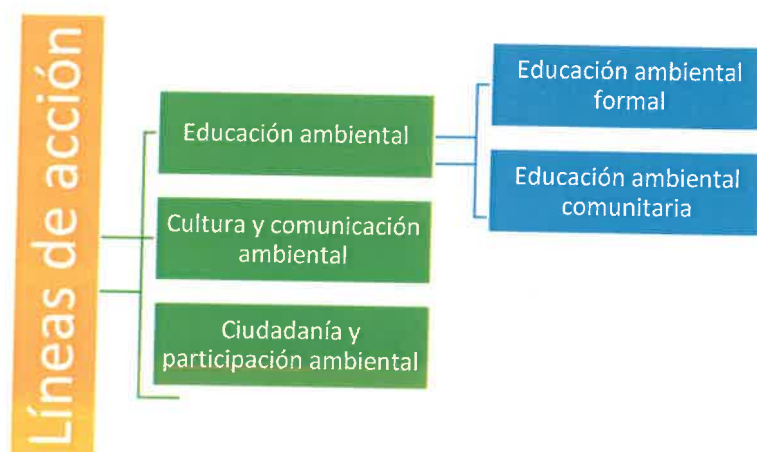 Líneas de acción
Educación ambiental
Educación ambiental
formal
Educación ambiental
comunitaria
Cultura y comunicación
ambiental
Ciudadanía y
participación ambiental